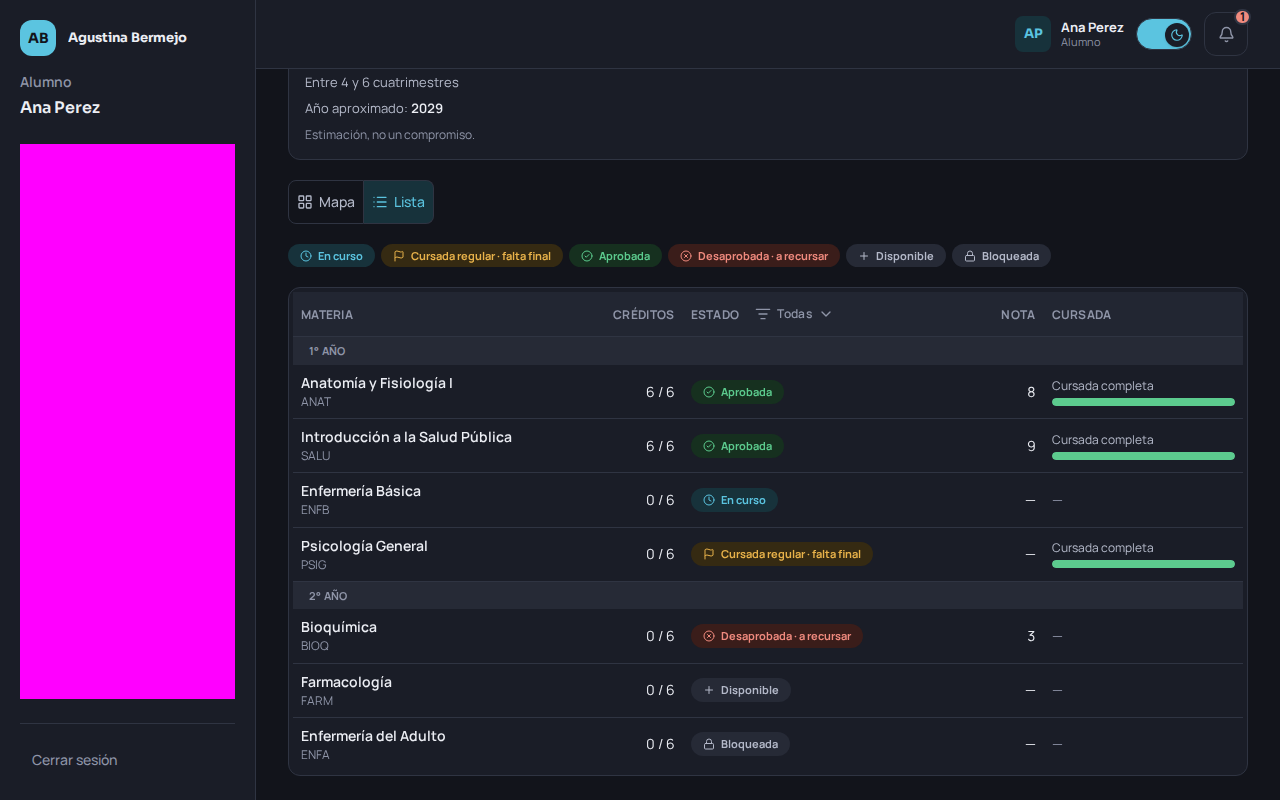 AB Agustina Bermejo
Alumno
Ana Perez
Cerrar sesión
AP Ana Perez
Alumno
1
Entre 4 y 6 cuatrimestres
Año aproximado: 2029
Estimación, no un compromiso.
Mapa Lista
En curso Cursada regular · falta final Aprobada Desaprobada · a recursar Disponible Bloqueada
MATERIA CRÉDITOS ESTADO Todas NOTA CURSADA
1° AÑO
Anatomía y Fisiología I 6 / 6 Aprobada 8 Cursada completa
ANAT
Introducción a la Salud Pública 6 / 6 Aprobada 9 Cursada completa
SALU
Enfermería Básica 0 / 6 En curso — —
ENFB
Psicología General 0 / 6 Cursada regular · falta final — Cursada completa
PSIG
2° AÑO
Bioquímica 0 / 6 Desaprobada · a recursar 3 —
BIOQ
Farmacología 0 / 6 Disponible — —
FARM
Enfermería del Adulto 0 / 6 Bloqueada — —
ENFA